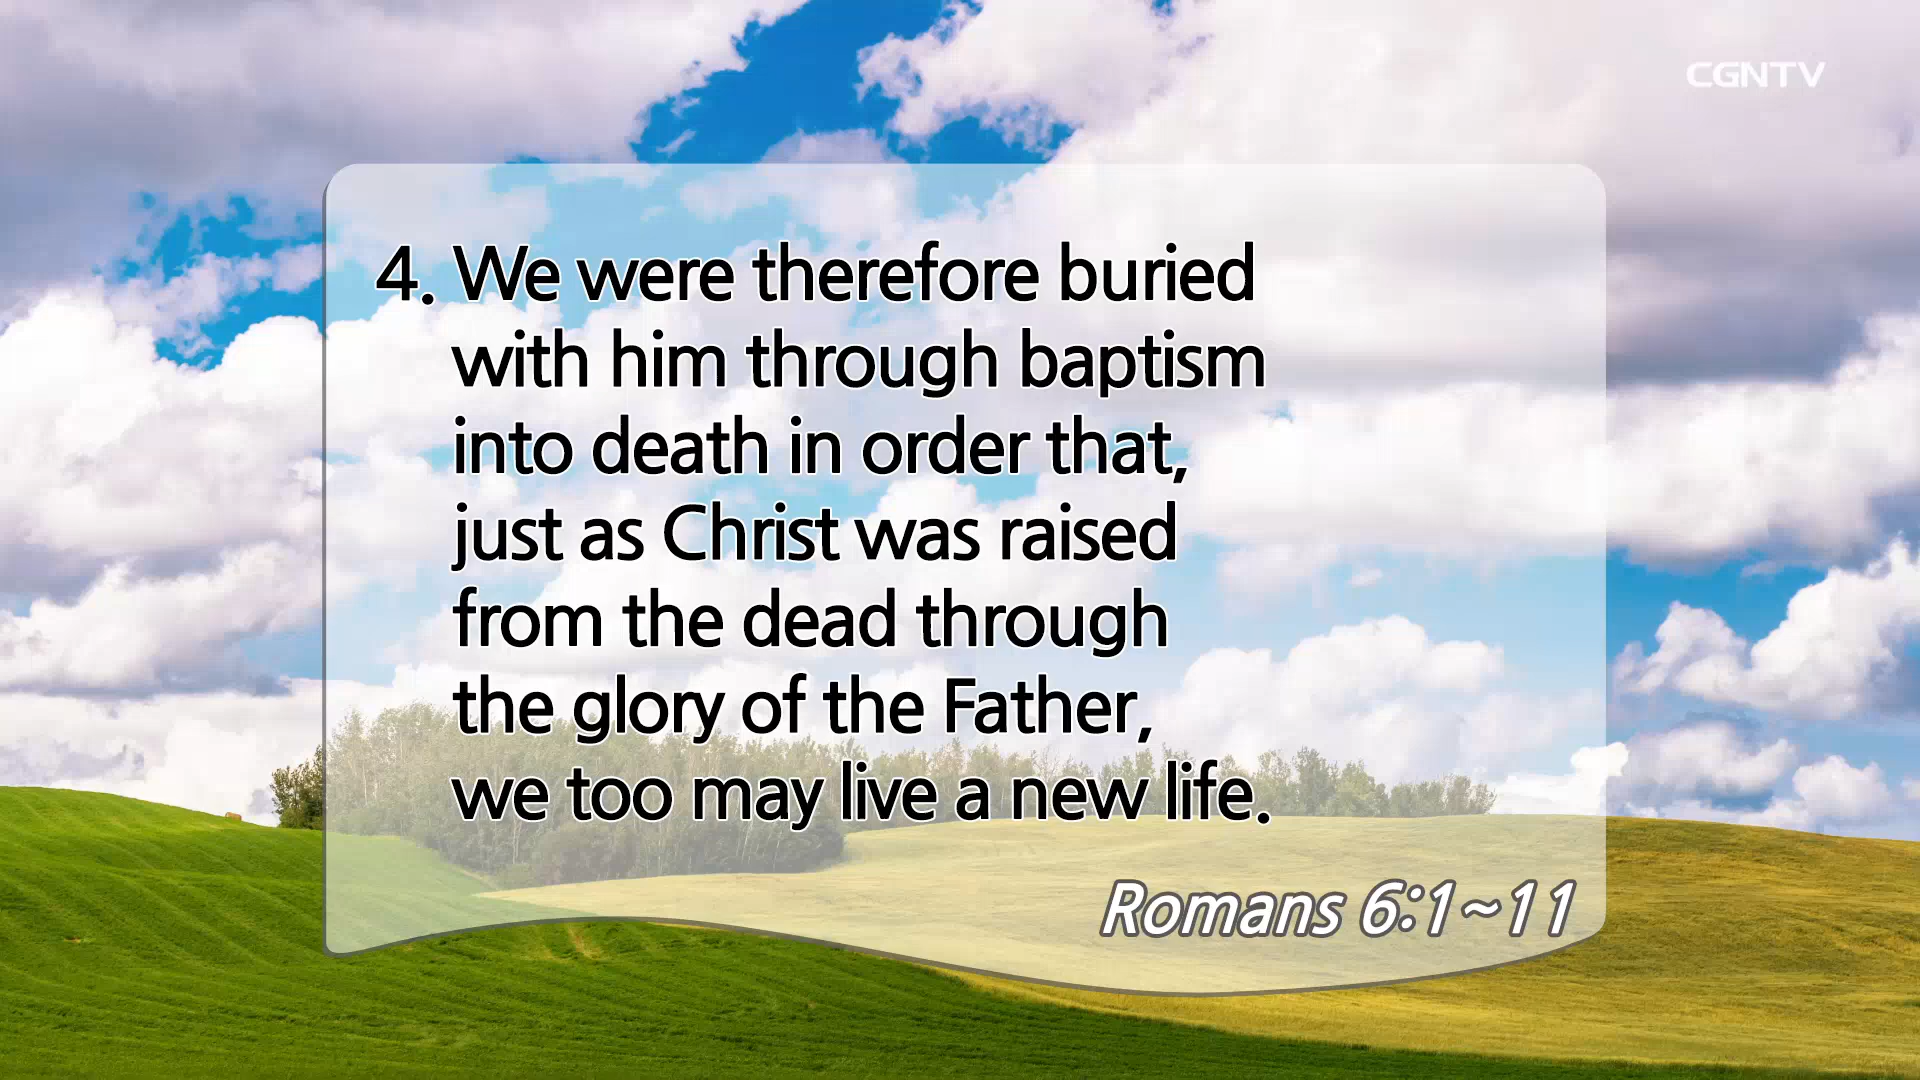 CGNTV
4. We were therefore buried
with him through baptism
into death in order that,
just as Christ was raised
from the dead through
the glory of the Father,
we too may live a new life.
Romans 6:1~11